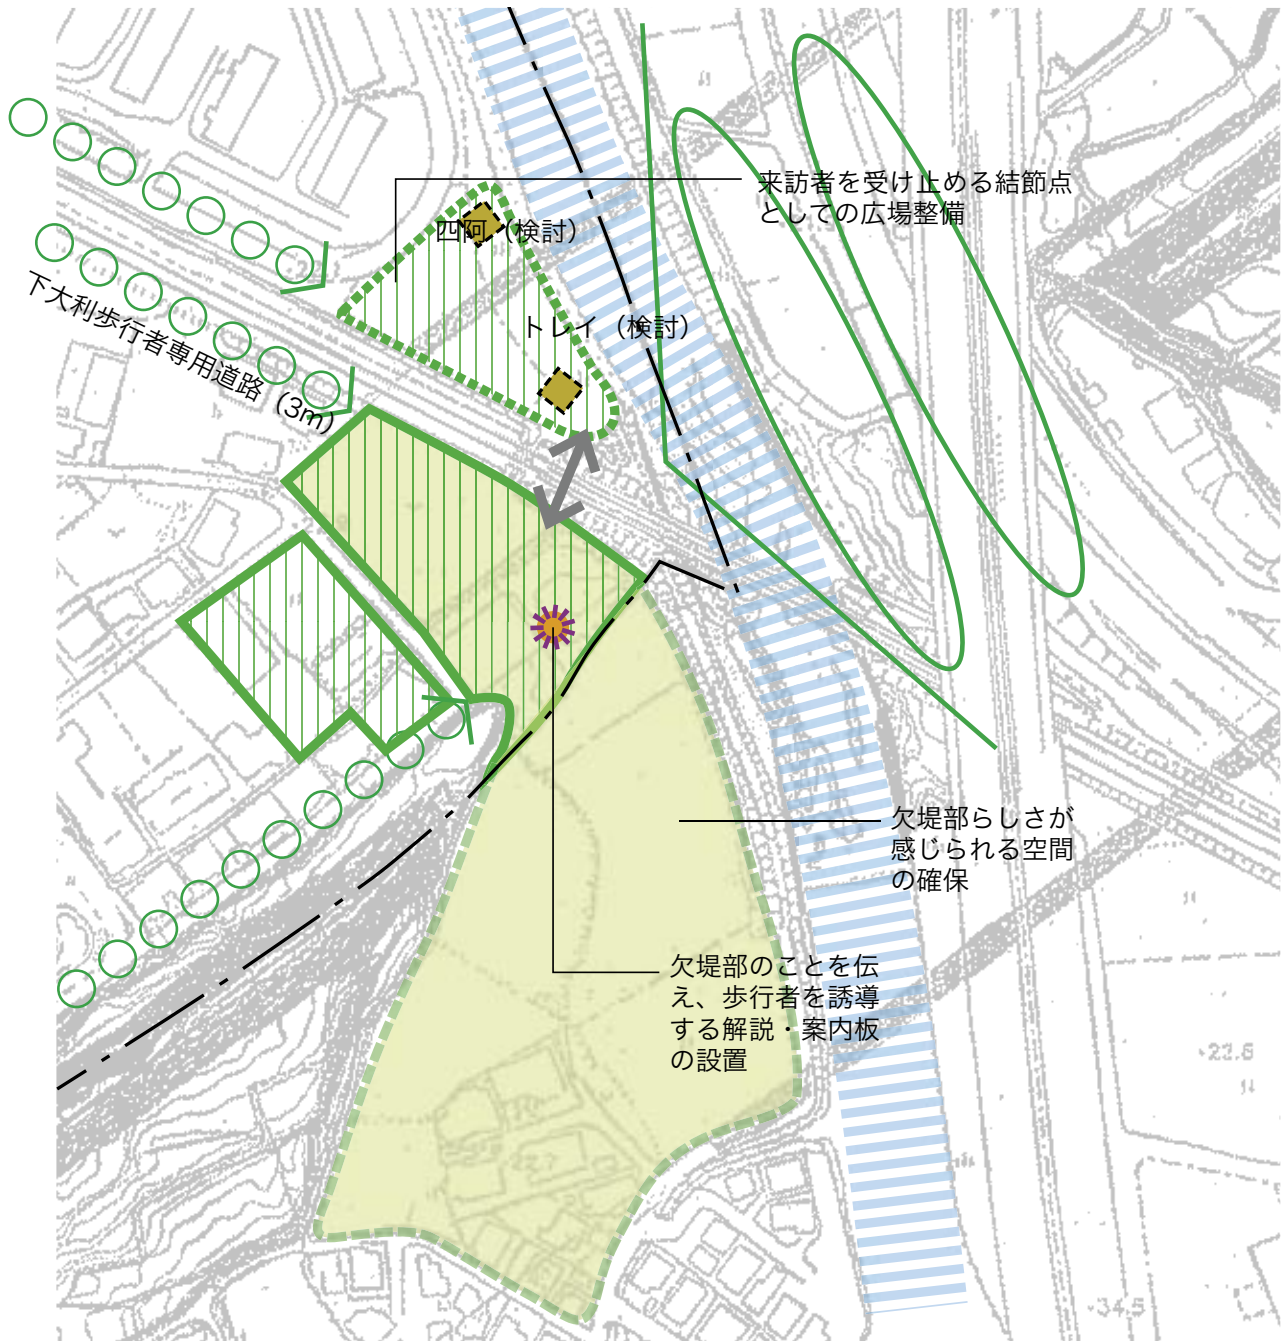 来訪者を受け止める結節点
としての広場整備
四阿（検討）
トレイ（検討）
下大利歩行者専用道路（3m）
欠堤部らしさが
感じられる空間
の確保
欠堤部のことを伝
え、歩行者を誘導
する解説・案内板
の設置